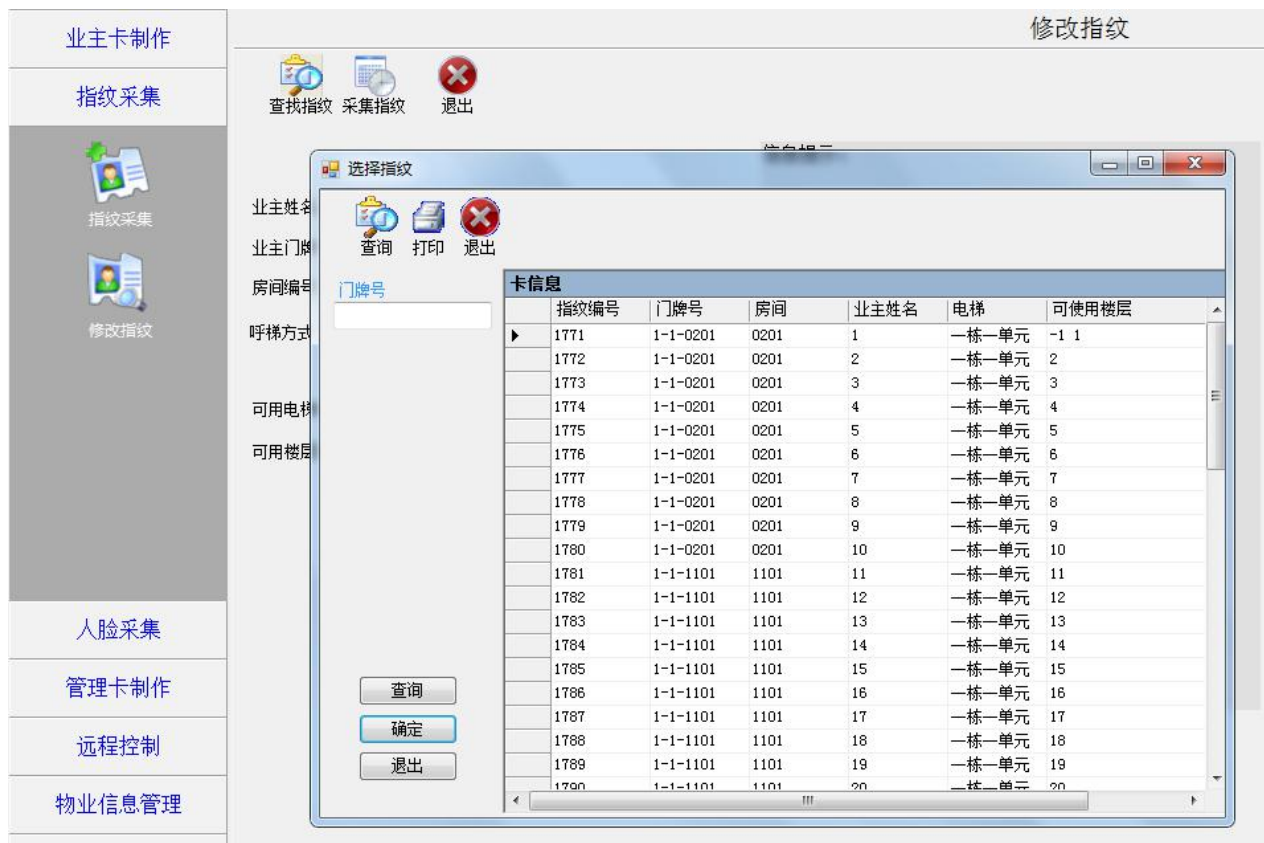 业主卡制作
修改指纹
指纹采集
查找指纹 采集指纹 退出
指纹采集
修改指纹
业主姓名
业主门牌
房间编号
呼梯方式
可用电梯
可用楼层
选择指纹
查询 打印 退出
门牌号
卡信息
指纹编号 门牌号 房间 业主姓名 电梯 可使用楼层
1771 1-1-0201 0201 1 一栋一单元 -1 1
1772 1-1-0201 0201 2 一栋一单元 2
1773 1-1-0201 0201 3 一栋一单元 3
1774 1-1-0201 0201 4 一栋一单元 4
1775 1-1-0201 0201 5 一栋一单元 5
1776 1-1-0201 0201 6 一栋一单元 6
1777 1-1-0201 0201 7 一栋一单元 7
1778 1-1-0201 0201 8 一栋一单元 8
1779 1-1-0201 0201 9 一栋一单元 9
1780 1-1-0201 0201 10 一栋一单元 10
1781 1-1-1101 1101 11 一栋一单元 11
1782 1-1-1101 1101 12 一栋一单元 12
1783 1-1-1101 1101 13 一栋一单元 13
1784 1-1-1101 1101 14 一栋一单元 14
1785 1-1-1101 1101 15 一栋一单元 15
1786 1-1-1101 1101 16 一栋一单元 16
1787 1-1-1101 1101 17 一栋一单元 17
1788 1-1-1101 1101 18 一栋一单元 18
1789 1-1-1101 1101 19 一栋一单元 19
1790 1-1-1101 1101 20 一栋一单元 20
查询
确定
退出
人脸采集
管理卡制作
远程控制
物业信息管理